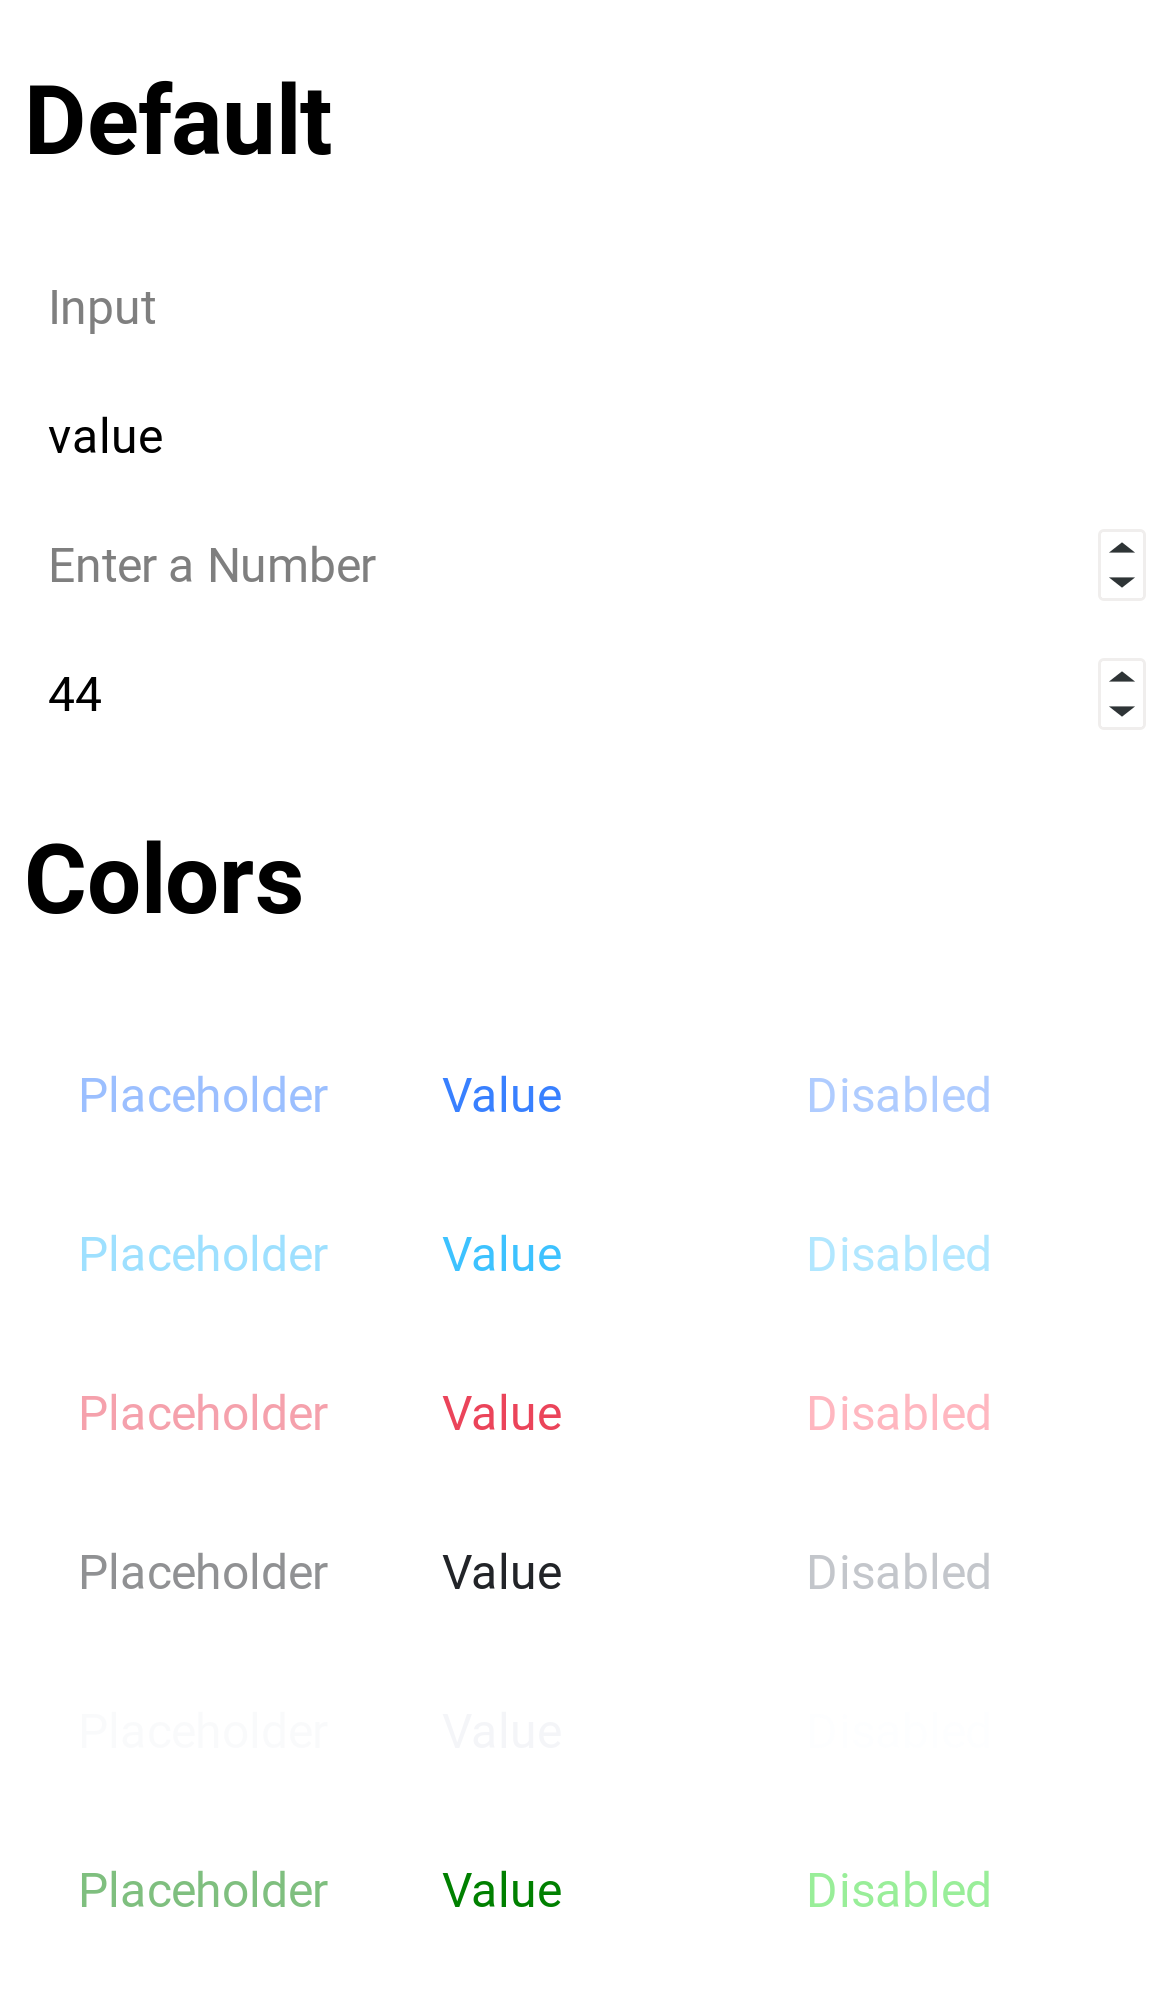 Default
Input
value
Enter a Number
44
Colors
Placeholder Value Disabled
Placeholder Value Disabled
Placeholder Value Disabled
Placeholder Value Disabled
Placeholder Value Disabled
Placeholder Value Disabled